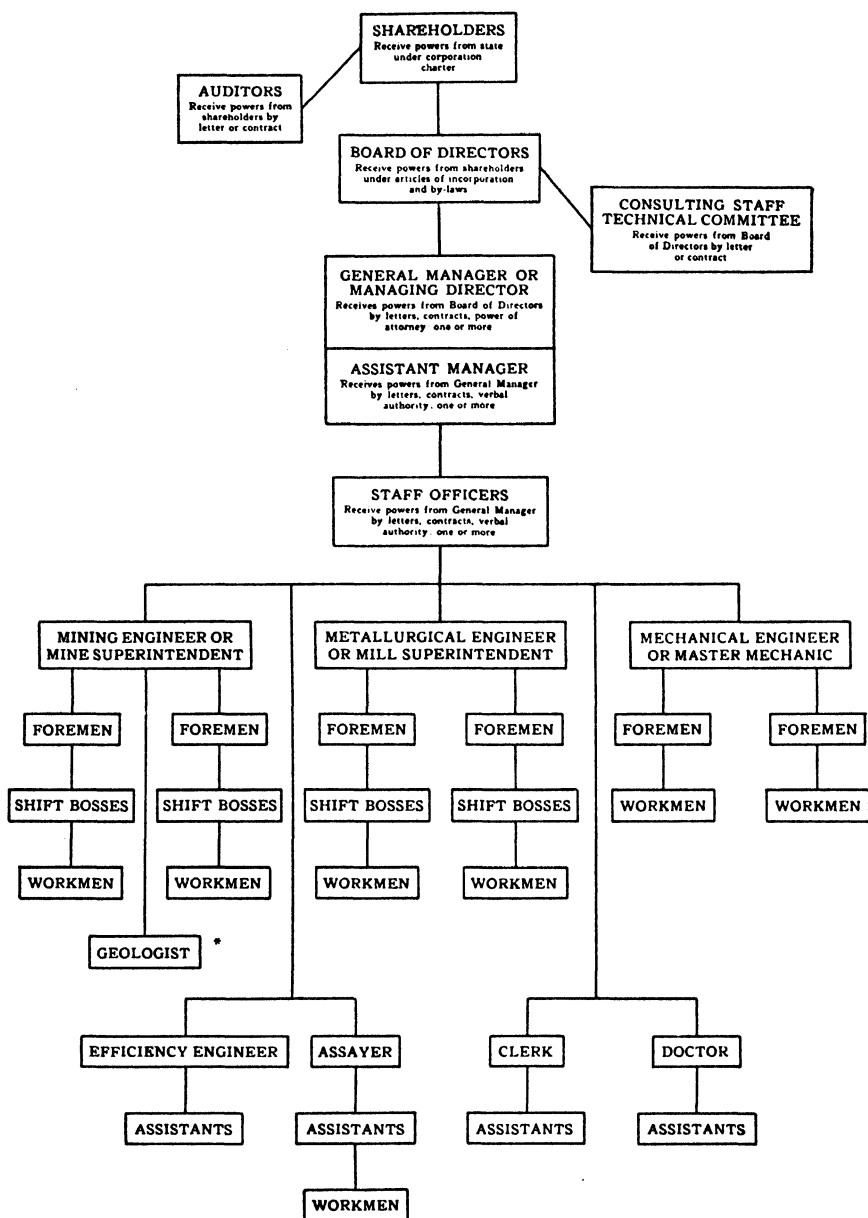 SHAREHOLDERS
Receive powers from state
under corporation
charter
AUDITORS
Receive powers from
shareholders by
letter or contract
BOARD OF DIRECTORS
Receive powers from shareholders
under articles of incorporation
and by-laws
CONSULTING STAFF
TECHNICAL COMMITTEE
Receive powers from Board
of Directors by letter
or contract
GENERAL MANAGER OR
MANAGING DIRECTOR
Receives powers from Board of Directors
by letters, contracts, power of
attorney one or more
ASSISTANT MANAGER
Receives powers from General Manager
by letters, contracts, verbal
authority, one or more
STAFF OFFICERS
Receive powers from General Manager
by letters, contracts, verbal
authority, one or more
MINING ENGINEER OR
MINE SUPERINTENDENT
METALLURGICAL ENGINEER
OR MILL SUPERINTENDENT
MECHANICAL ENGINEER
OR MASTER MECHANIC
FOREMEN
FOREMEN
FOREMEN
FOREMEN
FOREMEN
FOREMEN
SHIFT BOSSES
SHIFT BOSSES
SHIFT BOSSES
SHIFT BOSSES
WORKMEN
WORKMEN
WORKMEN
WORKMEN
WORKMEN
WORKMEN
GEOLOGIST *
EFFICIENCY ENGINEER
ASSAYER
CLERK
DOCTOR
ASSISTANTS
ASSISTANTS
ASSISTANTS
ASSISTANTS
WORKMEN